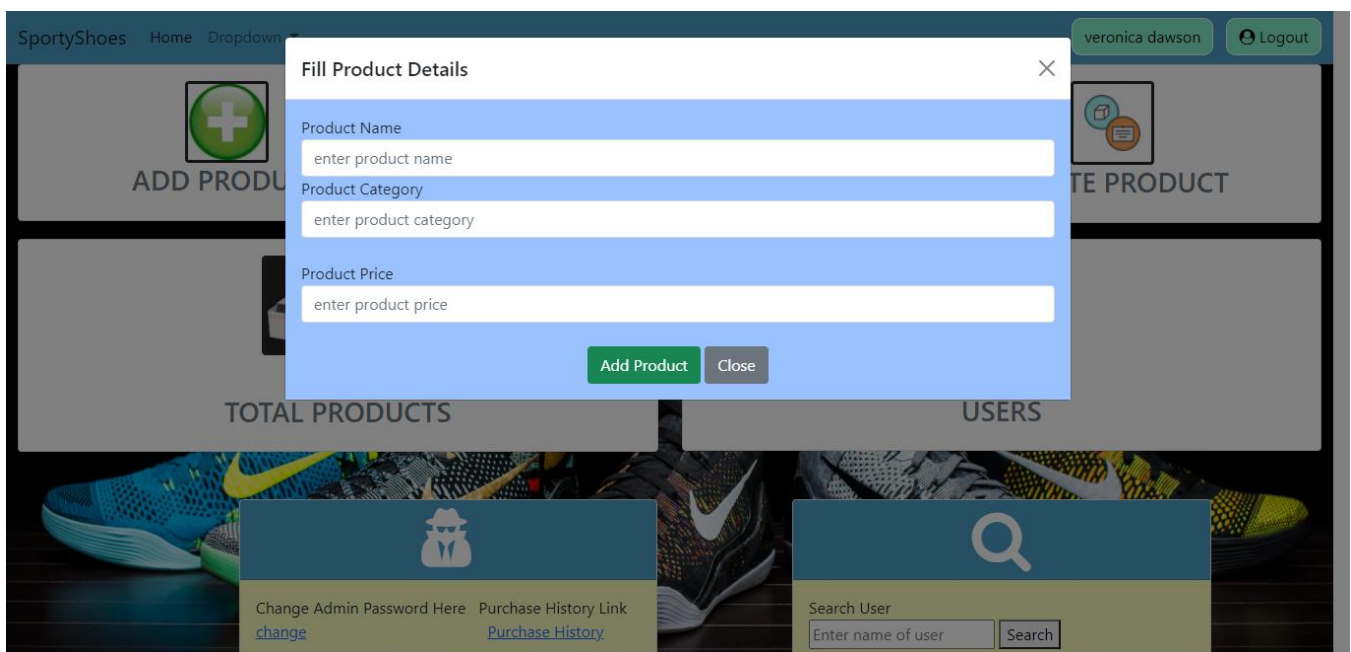 SportyShoes Home Dropdown veronica dawson Logout
Fill Product Details
Product Name
enter product name
Product Category
enter product category
Product Price
enter product price
Add Product Close
ADD PRODU TE PRODUCT
TOTAL PRODUCTS USERS
Change Admin Password Here Purchase History Link
change Purchase History
Search User
Enter name of user Search